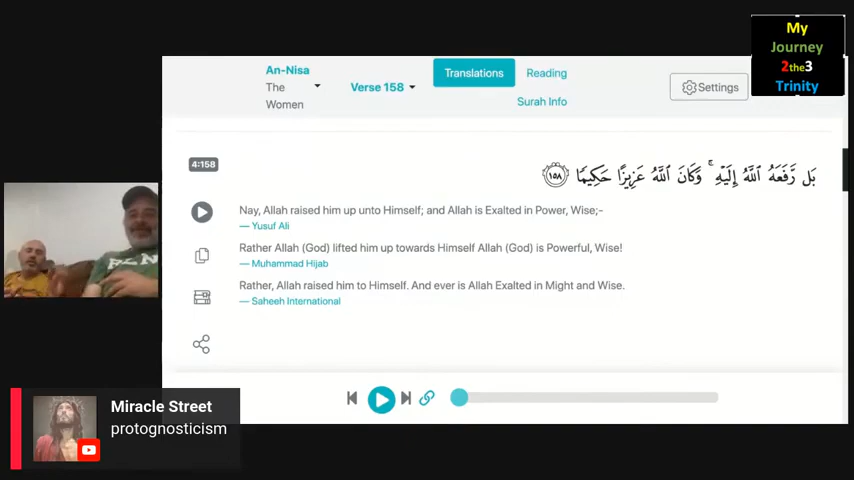 My
Journey
2the3
Trinity
An-Nisa
The
Women
Verse 158
Translations
Reading
Surah Info
Settings
4:158
بَل رَّفَعَهُ ٱللَّهُ إِلَيْهِ ۚ وَكَانَ ٱللَّهُ عَزِيزًا حَكِيمًا ١٥٨
Nay, Allah raised him up unto Himself; and Allah is Exalted in Power, Wise;-
— Yusuf Ali
Rather Allah (God) lifted him up towards Himself Allah (God) is Powerful, Wise!
— Muhammad Hijab
Rather, Allah raised him to Himself. And ever is Allah Exalted in Might and Wise.
— Saheeh International
Miracle Street
protognosticism